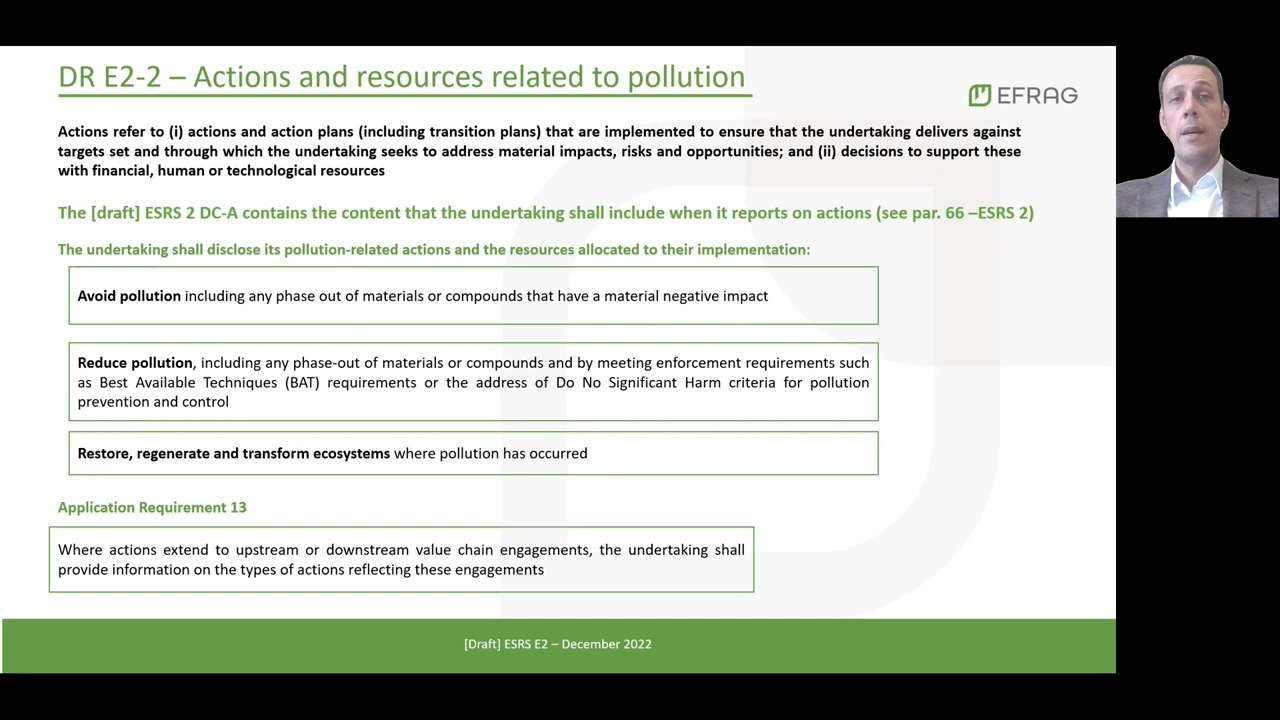 DR E2-2 – Actions and resources related to pollution
EFRAG
Actions refer to (i) actions and action plans (including transition plans) that are implemented to ensure that the undertaking delivers against
targets set and through which the undertaking seeks to address material impacts, risks and opportunities; and (ii) decisions to support these
with financial, human or technological resources
The [draft] ESRS 2 DC-A contains the content that the undertaking shall include when it reports on actions (see par. 66 –ESRS 2)
The undertaking shall disclose its pollution-related actions and the resources allocated to their implementation:
Avoid pollution including any phase out of materials or compounds that have a material negative impact
Reduce pollution, including any phase-out of materials or compounds and by meeting enforcement requirements such
as Best Available Techniques (BAT) requirements or the address of Do No Significant Harm criteria for pollution
prevention and control
Restore, regenerate and transform ecosystems where pollution has occurred
Application Requirement 13
Where actions extend to upstream or downstream value chain engagements, the undertaking shall
provide information on the types of actions reflecting these engagements
[Draft] ESRS E2 – December 2022